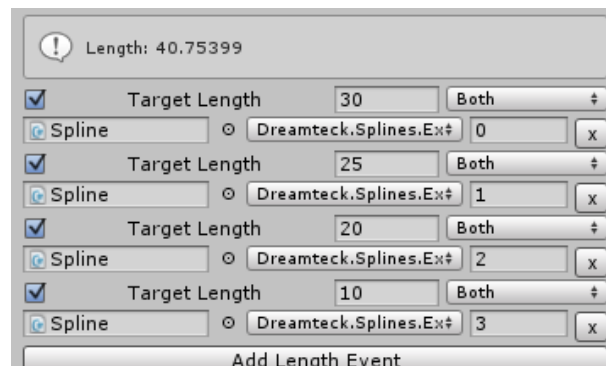 Length: 40.75399
Target Length 30 Both
Spline Dreamteck.Splines.Ex 0 x
Target Length 25 Both
Spline Dreamteck.Splines.Ex 1 x
Target Length 20 Both
Spline Dreamteck.Splines.Ex 2 x
Target Length 10 Both
Spline Dreamteck.Splines.Ex 3 x
Add Length Event